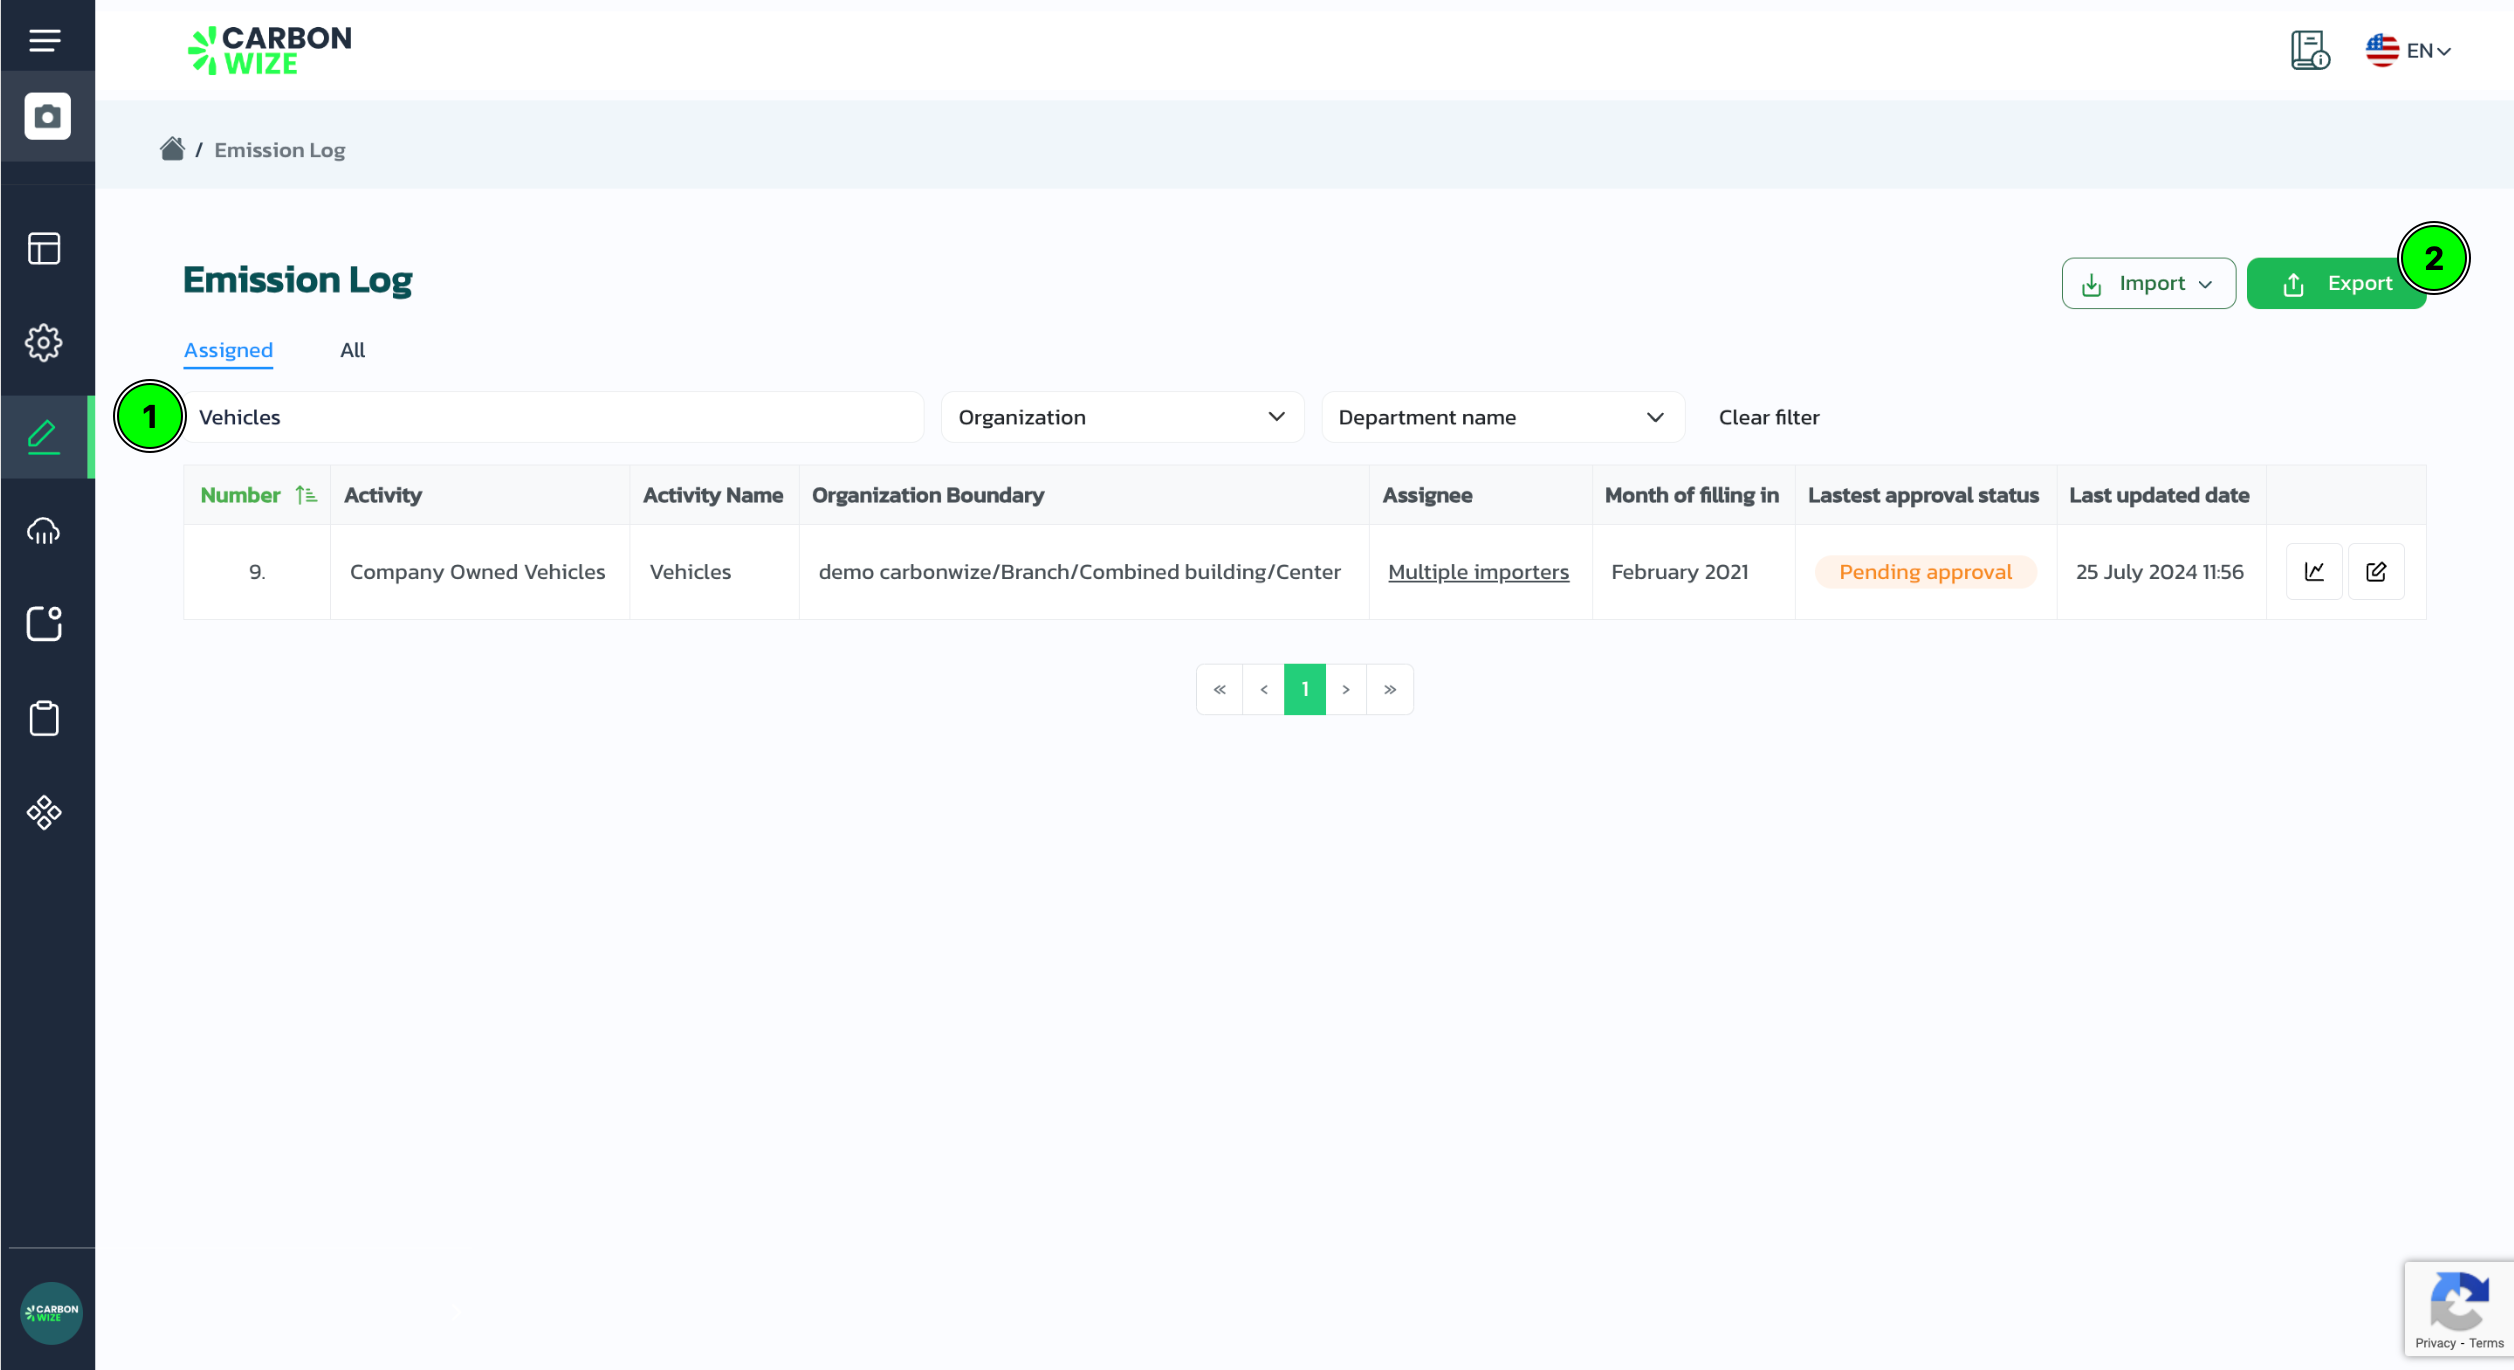 CARBON
WIZE
EN
/ Emission Log
Emission Log
Import
Export
2
Assigned
All
1
Vehicles
Organization
Department name
Clear filter
Number
Activity
Activity Name
Organization Boundary
Assignee
Month of filling in
Lastest approval status
Last updated date
9.
Company Owned Vehicles
Vehicles
demo carbonwize/Branch/Combined building/Center
Multiple importers
February 2021
Pending approval
25 July 2024 11:56
« < 1 > »
CARBON
WIZE
Privacy - Terms